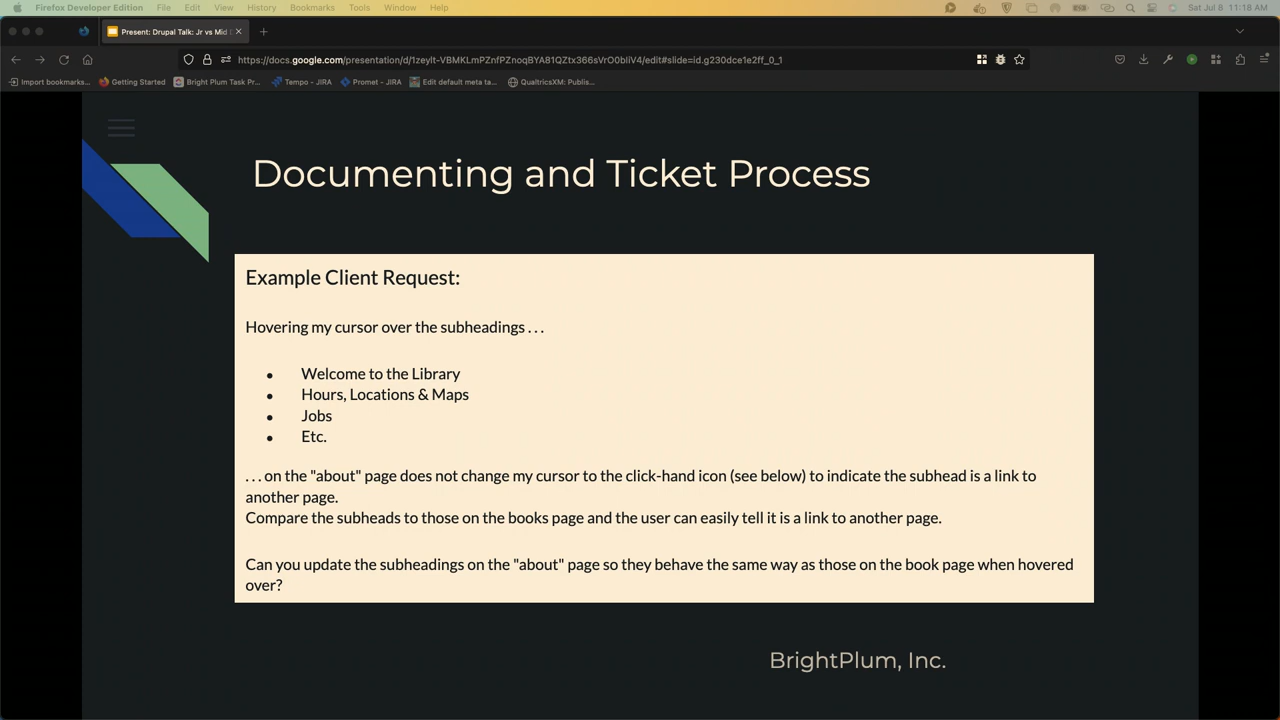 Firefox Developer Edition File Edit View History Bookmarks Tools Window Help Sat Jul 8 11:18 AM
Present: Drupal Talk: Jr vs Mid
https://docs.google.com/presentation/d/1zeylt-VBMKLmPZnfPZnoqBYA81QZtx366sVrO0bliV4/edit#slide=id.g230dce1e2ff_0_1
Import bookmarks... Getting Started Bright Plum Task Pr... Tempo - JIRA Promet - JIRA Edit default meta ta... QualtricsXM: Publis...
Documenting and Ticket Process
Example Client Request:
Hovering my cursor over the subheadings . . .
● Welcome to the Library
● Hours, Locations & Maps
● Jobs
● Etc.
. . . on the "about" page does not change my cursor to the click-hand icon (see below) to indicate the subhead is a link to
another page.
Compare the subheads to those on the books page and the user can easily tell it is a link to another page.
Can you update the subheadings on the "about" page so they behave the same way as those on the book page when hovered
over?
BrightPlum, Inc.